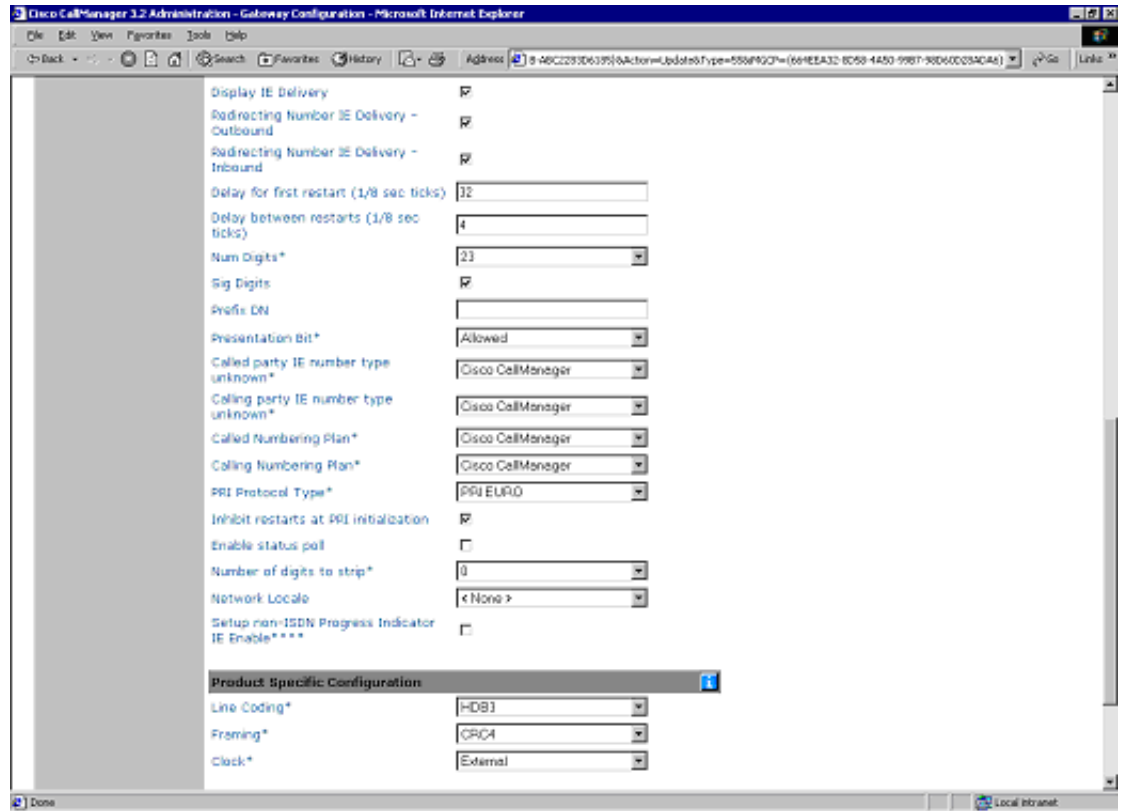 Cisco CallManager 3.2 Administration - Gateway Configuration - Microsoft Internet Explorer
File Edit View Favorites Tools Help
Back Search Favorites History Address Go Links
Display IE Delivery
Redirecting Number IE Delivery -
Outbound
Redirecting Number IE Delivery -
Inbound
Delay for first restart (1/8 sec ticks) 32
Delay between restarts (1/8 sec
ticks) 4
Num Digits* 23
Sig Digits
Prefix DN
Presentation Bit* Allowed
Called party IE number type
unknown* Cisco CallManager
Calling party IE number type
unknown* Cisco CallManager
Called Numbering Plan* Cisco CallManager
Calling Numbering Plan* Cisco CallManager
PRI Protocol Type* PRI EURO
Inhibit restarts at PRI initialization
Enable status poll
Number of digits to strip* 0
Network Locale < None >
Setup non-ISDN Progress Indicator
IE Enable****
Product Specific Configuration
Line Coding* HDB3
Framing* CRC4
Clock* External
Done Local intranet